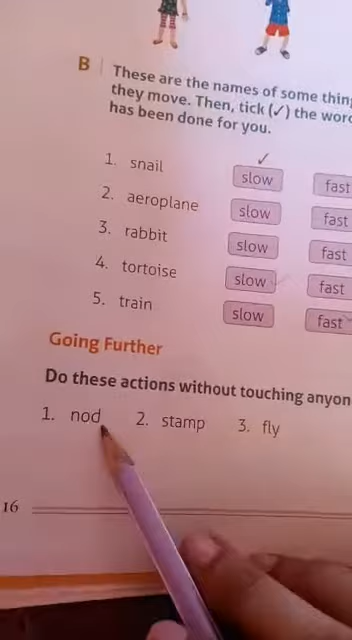 B These are the names of some thin
they move. Then, tick (✓) the wor
has been done for you.
1. snail slow fast
2. aeroplane slow fast
3. rabbit slow fast
4. tortoise slow fast
5. train slow fast
Going Further
Do these actions without touching anyon
1. nod 2. stamp 3. fly
16